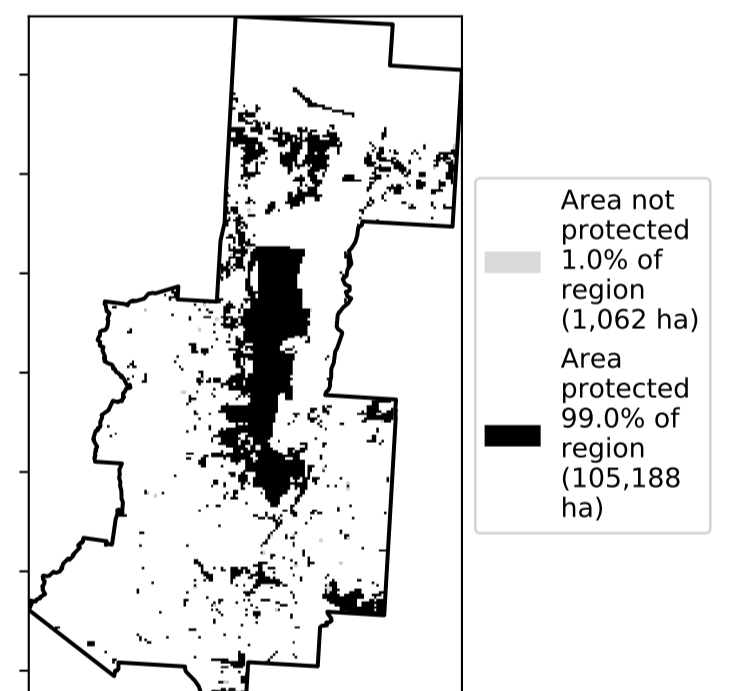 Area not
protected
1.0% of
region
(1,062 ha)
Area
protected
99.0% of
region
(105,188
ha)